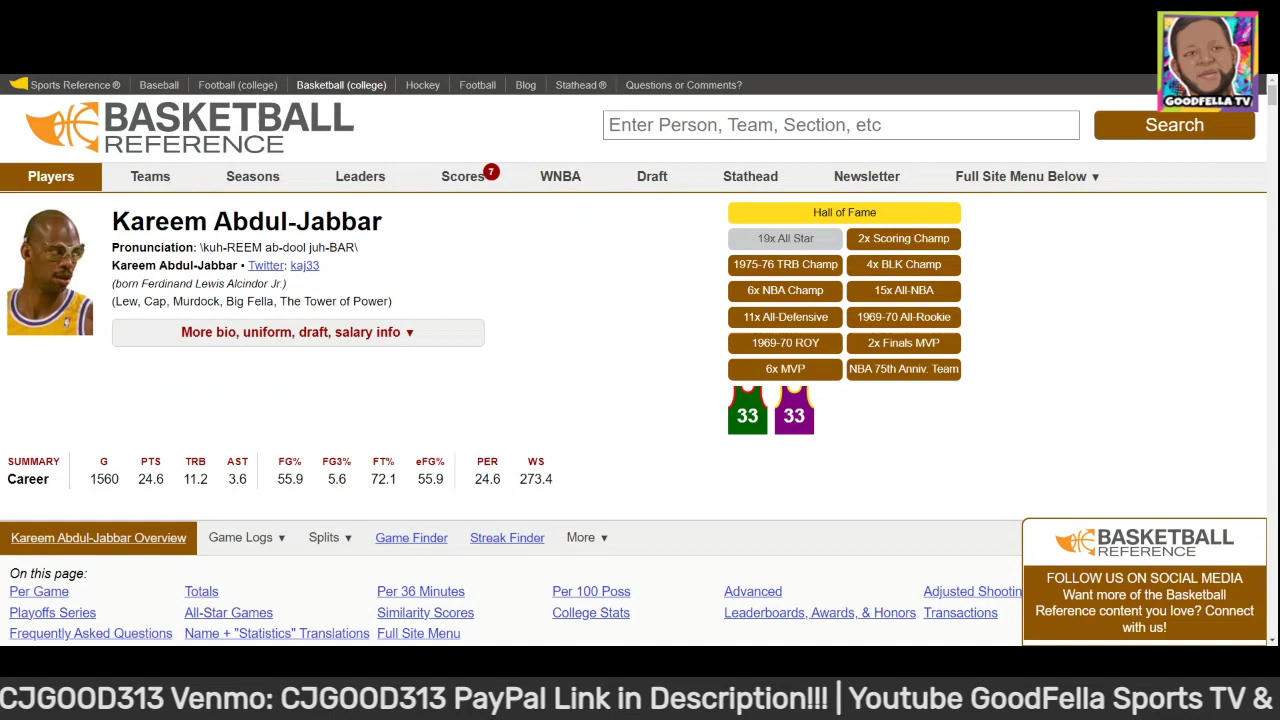 GOODFELLA TV
Sports Reference ® Baseball Football (college) Basketball (college) Hockey Football Blog Stathead ® Questions or Comments?
BASKETBALL
REFERENCE
Enter Person, Team, Section, etc
Search
Players Teams Seasons Leaders Scores 7 WNBA Draft Stathead Newsletter Full Site Menu Below ▼
Kareem Abdul-Jabbar
Pronunciation: \kuh-REEM ab-dool juh-BAR\
Kareem Abdul-Jabbar • Twitter: kaj33
(born Ferdinand Lewis Alcindor Jr.)
(Lew, Cap, Murdock, Big Fella, The Tower of Power)
More bio, uniform, draft, salary info ▼
Hall of Fame
19x All Star 2x Scoring Champ
1975-76 TRB Champ 4x BLK Champ
6x NBA Champ 15x All-NBA
11x All-Defensive 1969-70 All-Rookie
1969-70 ROY 2x Finals MVP
6x MVP NBA 75th Anniv. Team
33 33
SUMMARY G PTS TRB AST FG% FG3% FT% eFG% PER WS
Career 1560 24.6 11.2 3.6 55.9 5.6 72.1 55.9 24.6 273.4
Kareem Abdul-Jabbar Overview Game Logs ▼ Splits ▼ Game Finder Streak Finder More ▼
On this page:
Per Game Totals Per 36 Minutes Per 100 Poss Advanced Adjusted Shootin
Playoffs Series All-Star Games Similarity Scores College Stats Leaderboards, Awards, & Honors Transactions
Frequently Asked Questions Name + "Statistics" Translations Full Site Menu
BASKETBALL
REFERENCE
FOLLOW US ON SOCIAL MEDIA
Want more of the Basketball
Reference content you love? Connect
with us!
CJGOOD313 Venmo: CJGOOD313 PayPal Link in Description!!! | Youtube GoodFella Sports TV &